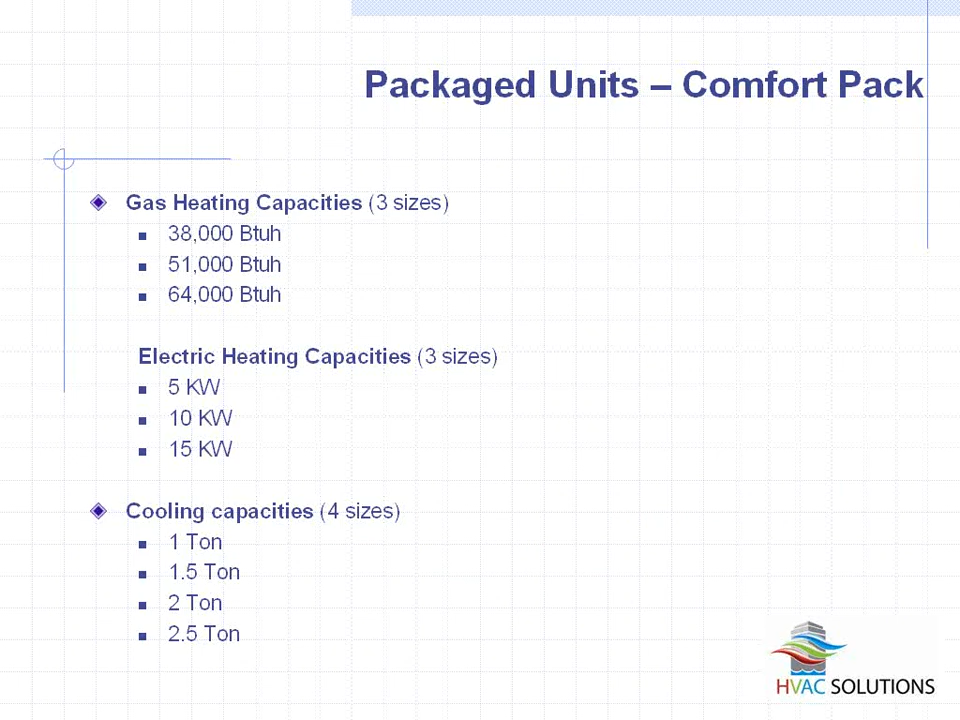 Packaged Units – Comfort Pack
Gas Heating Capacities (3 sizes)
38,000 Btuh
51,000 Btuh
64,000 Btuh
Electric Heating Capacities (3 sizes)
5 KW
10 KW
15 KW
Cooling capacities (4 sizes)
1 Ton
1.5 Ton
2 Ton
2.5 Ton
HVAC SOLUTIONS